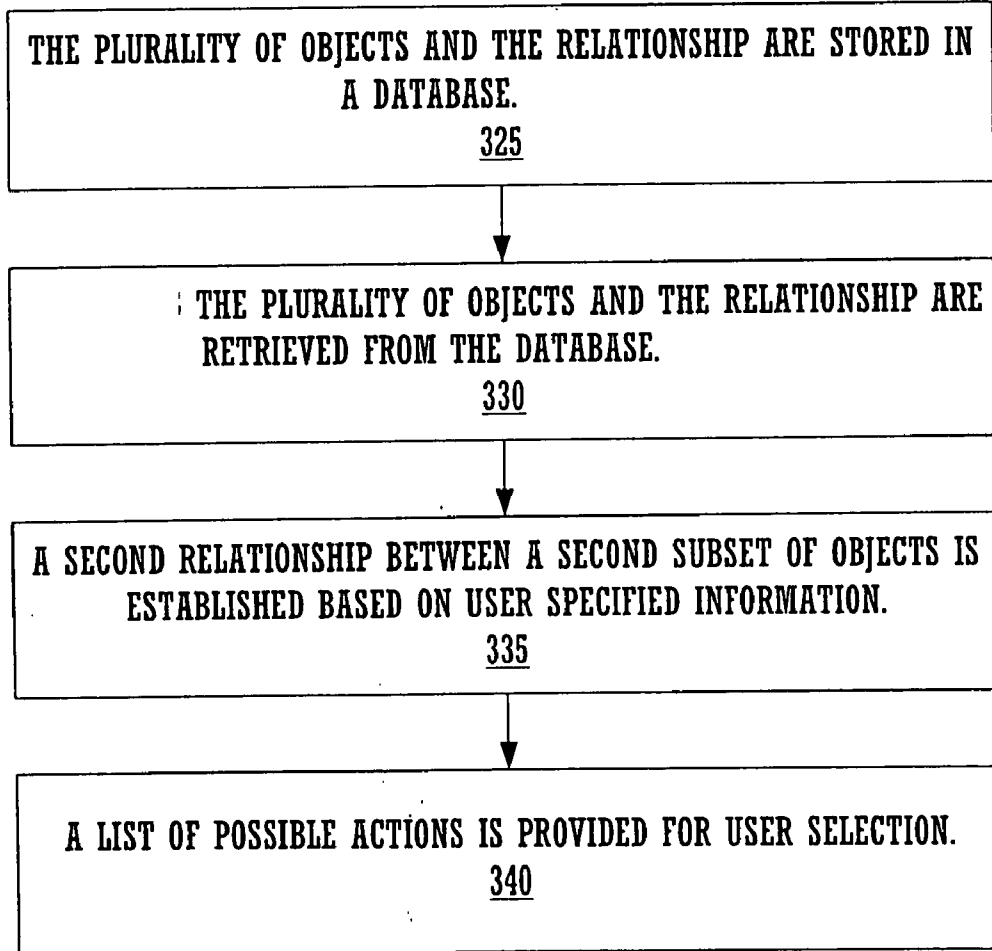 THE PLURALITY OF OBJECTS AND THE RELATIONSHIP ARE STORED IN
A DATABASE.
325
THE PLURALITY OF OBJECTS AND THE RELATIONSHIP ARE
RETRIEVED FROM THE DATABASE.
330
A SECOND RELATIONSHIP BETWEEN A SECOND SUBSET OF OBJECTS IS
ESTABLISHED BASED ON USER SPECIFIED INFORMATION.
335
A LIST OF POSSIBLE ACTIONS IS PROVIDED FOR USER SELECTION.
340